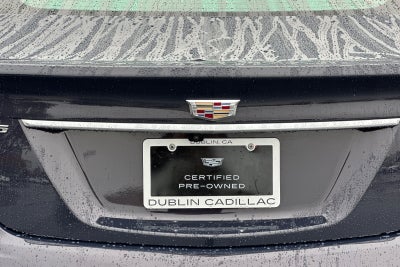 DUBLIN, CA
CERTIFIED
PRE-OWNED
DUBLIN CADILLAC